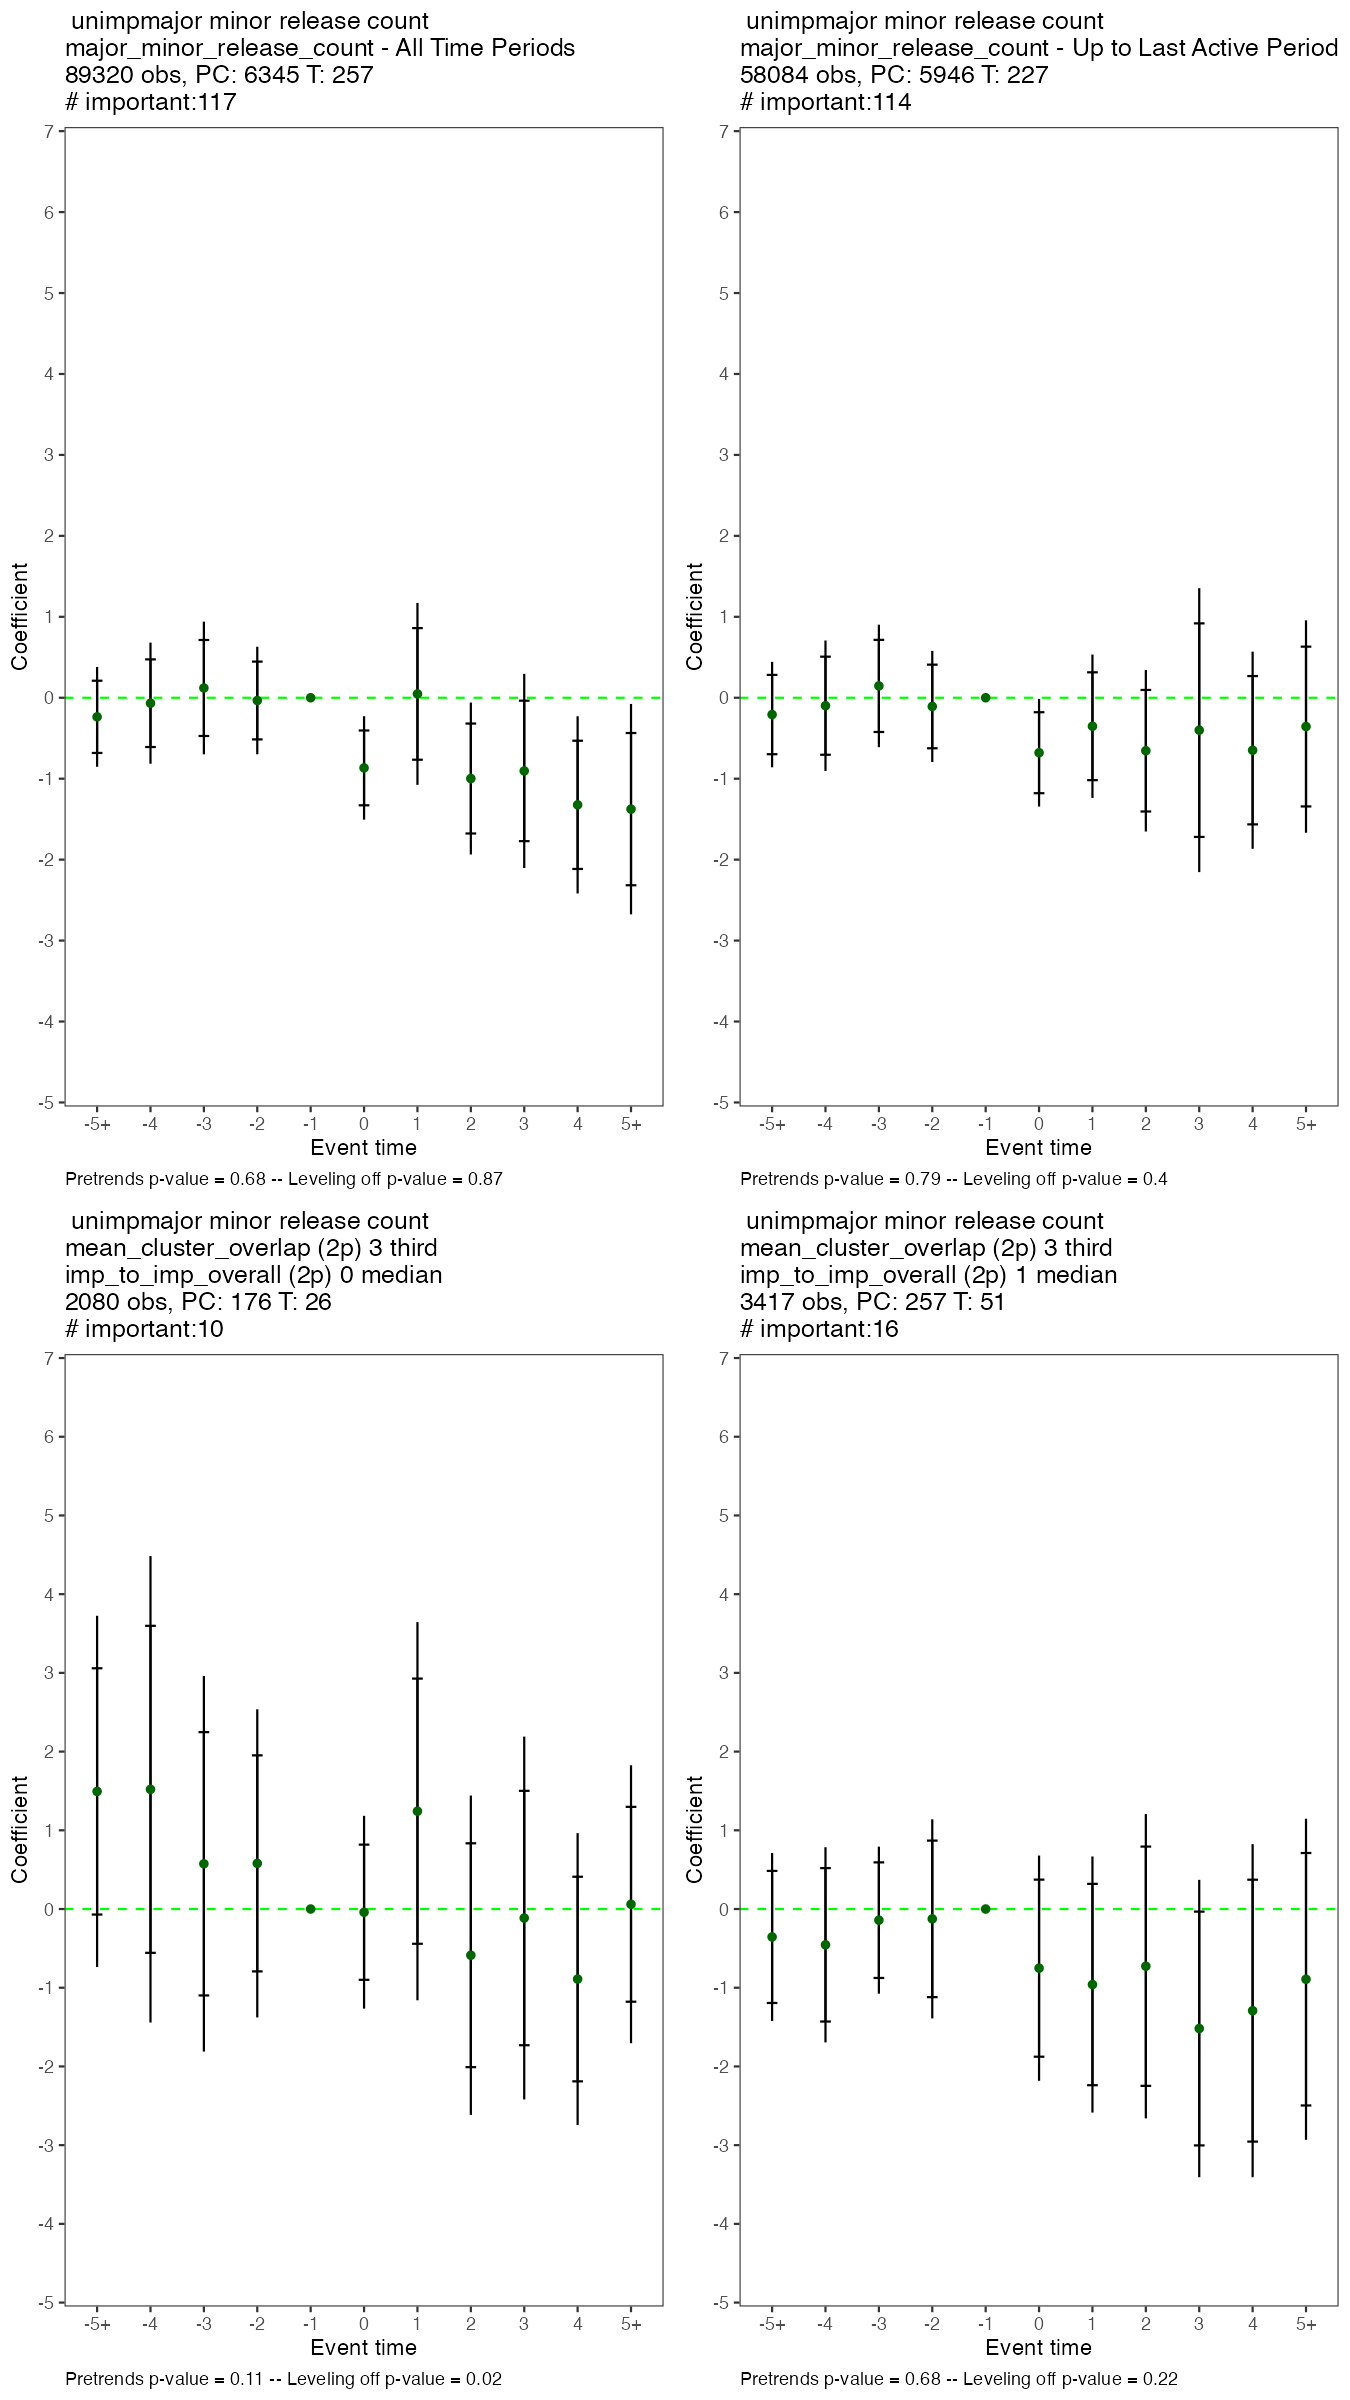 unimpmajor minor release count
major_minor_release_count - All Time Periods
89320 obs, PC: 6345 T: 257
# important:117
7
6
5
4
3
2
1
0
-1
-2
-3
-4
-5
Coefficient
-5+ -4 -3 -2 -1 0 1 2 3 4 5+
Event time
Pretrends p-value = 0.68 -- Leveling off p-value = 0.87
unimpmajor minor release count
major_minor_release_count - Up to Last Active Period
58084 obs, PC: 5946 T: 227
# important:114
7
6
5
4
3
2
1
0
-1
-2
-3
-4
-5
Coefficient
-5+ -4 -3 -2 -1 0 1 2 3 4 5+
Event time
Pretrends p-value = 0.79 -- Leveling off p-value = 0.4
unimpmajor minor release count
mean_cluster_overlap (2p) 3 third
imp_to_imp_overall (2p) 0 median
2080 obs, PC: 176 T: 26
# important:10
7
6
5
4
3
2
1
0
-1
-2
-3
-4
-5
Coefficient
-5+ -4 -3 -2 -1 0 1 2 3 4 5+
Event time
Pretrends p-value = 0.11 -- Leveling off p-value = 0.02
unimpmajor minor release count
mean_cluster_overlap (2p) 3 third
imp_to_imp_overall (2p) 1 median
3417 obs, PC: 257 T: 51
# important:16
7
6
5
4
3
2
1
0
-1
-2
-3
-4
-5
Coefficient
-5+ -4 -3 -2 -1 0 1 2 3 4 5+
Event time
Pretrends p-value = 0.68 -- Leveling off p-value = 0.22